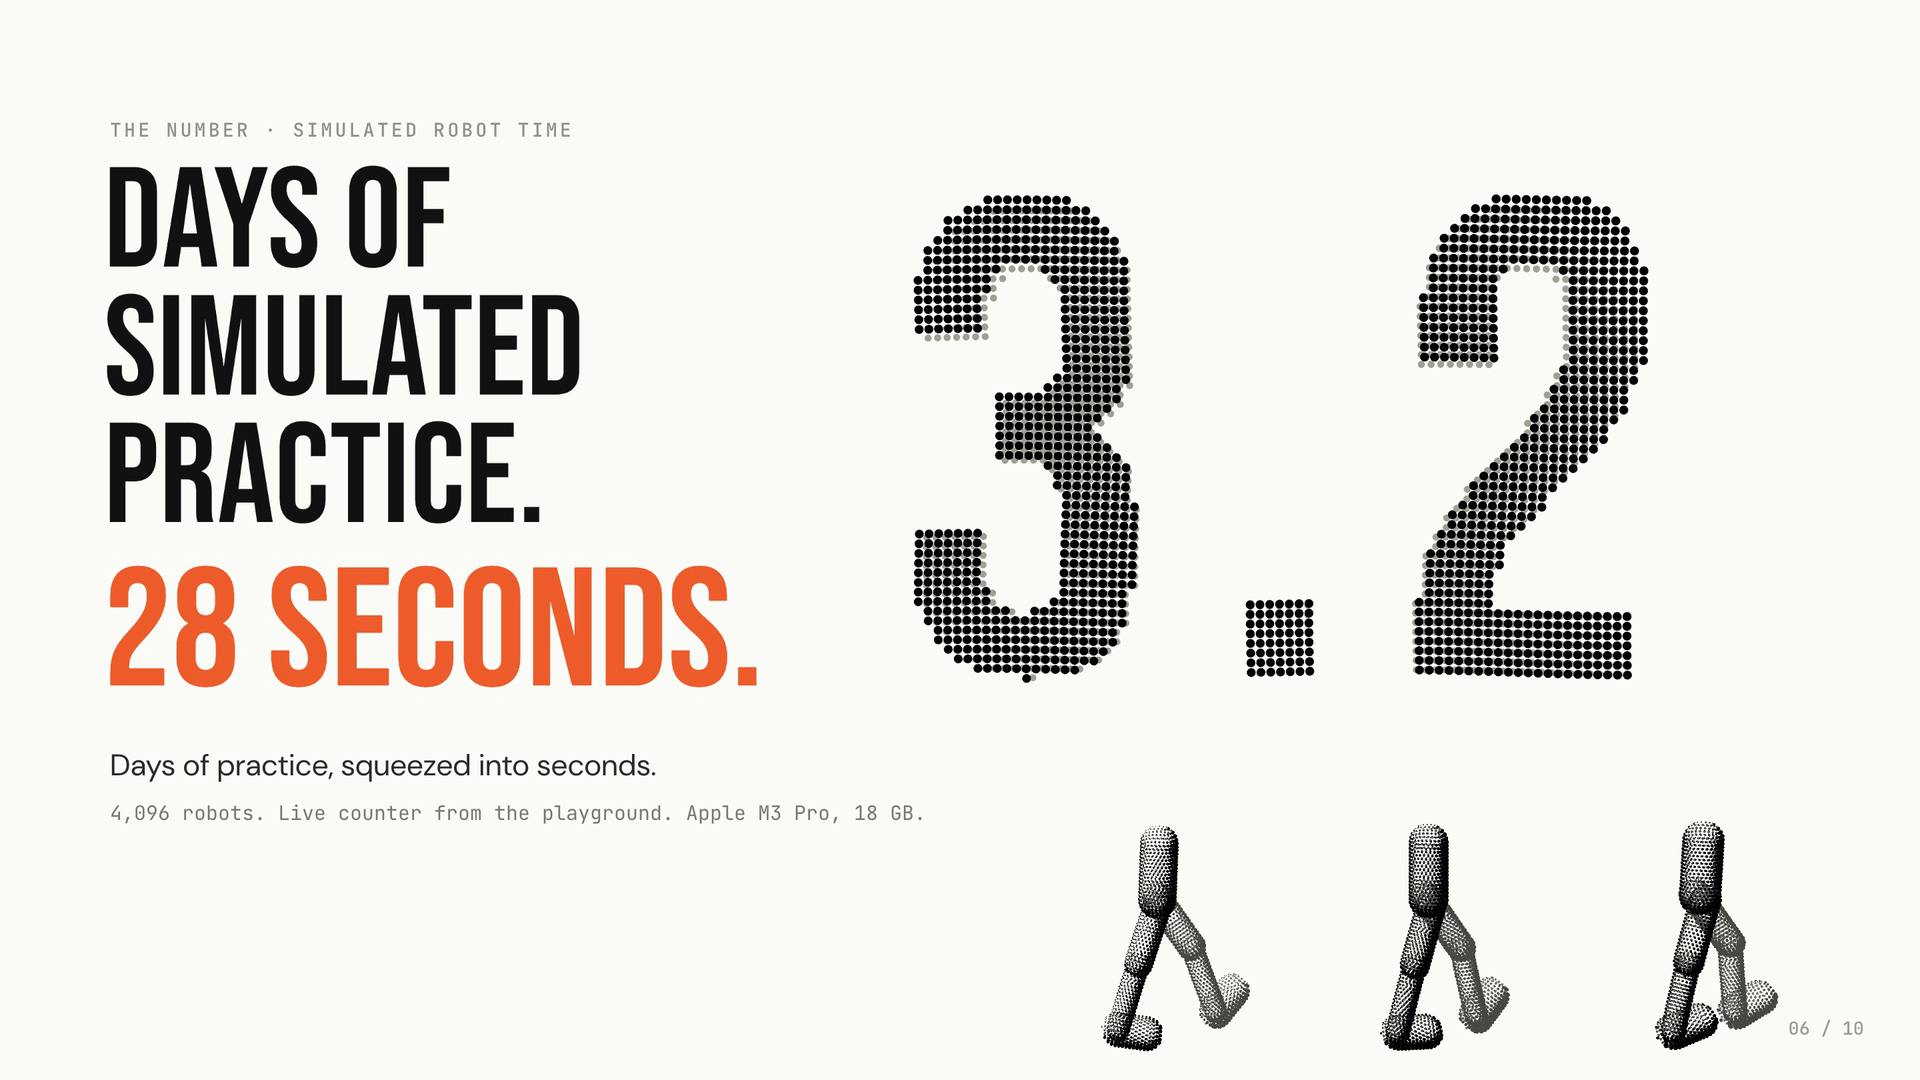 THE NUMBER · SIMULATED ROBOT TIME
DAYS OF
SIMULATED
PRACTICE.
28 SECONDS.
3.2
Days of practice, squeezed into seconds.
4,096 robots. Live counter from the playground. Apple M3 Pro, 18 GB.
06 / 10